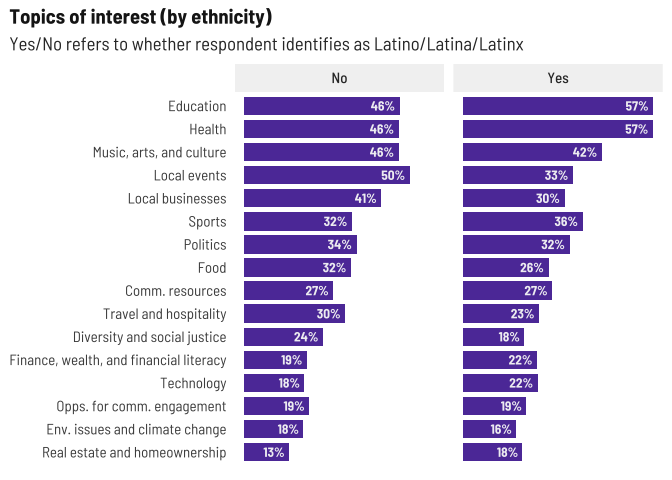 Topics of interest (by ethnicity)
Yes/No refers to whether respondent identifies as Latino/Latina/Latinx
No Yes
Education 46% 57%
Health 46% 57%
Music, arts, and culture 46% 42%
Local events 50% 33%
Local businesses 41% 30%
Sports 32% 36%
Politics 34% 32%
Food 32% 26%
Comm. resources 27% 27%
Travel and hospitality 30% 23%
Diversity and social justice 24% 18%
Finance, wealth, and financial literacy 19% 22%
Technology 18% 22%
Opps. for comm. engagement 19% 19%
Env. issues and climate change 18% 16%
Real estate and homeownership 13% 18%